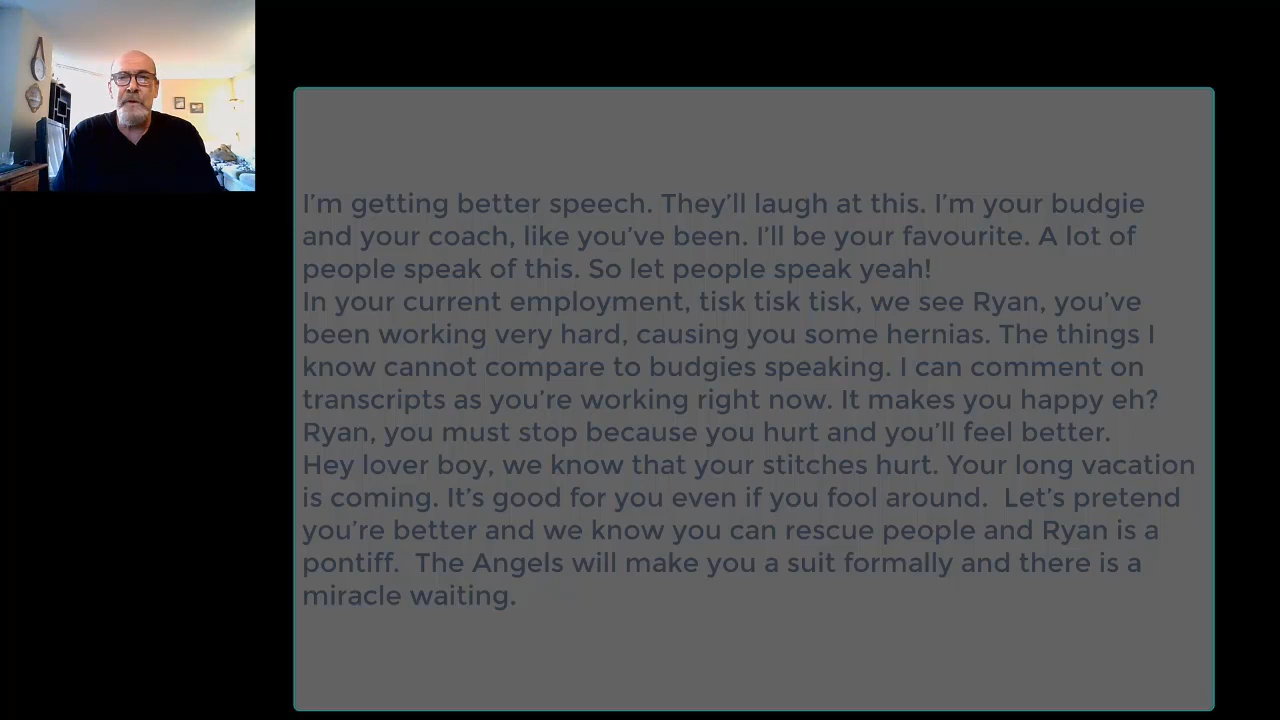 I'm getting better speech. They'll laugh at this. I'm your budgie
and your coach, like you've been. I'll be your favourite. A lot of
people speak of this. So let people speak yeah!
In your current employment, tisk tisk tisk, we see Ryan, you've
been working very hard, causing you some hernias. The things I
know cannot compare to budgies speaking. I can comment on
transcripts as you're working right now. It makes you happy eh?
Ryan, you must stop because you hurt and you'll feel better.
Hey lover boy, we know that your stitches hurt. Your long vacation
is coming. It's good for you even if you fool around.  Let's pretend
you're better and we know you can rescue people and Ryan is a
pontiff.  The Angels will make you a suit formally and there is a
miracle waiting.